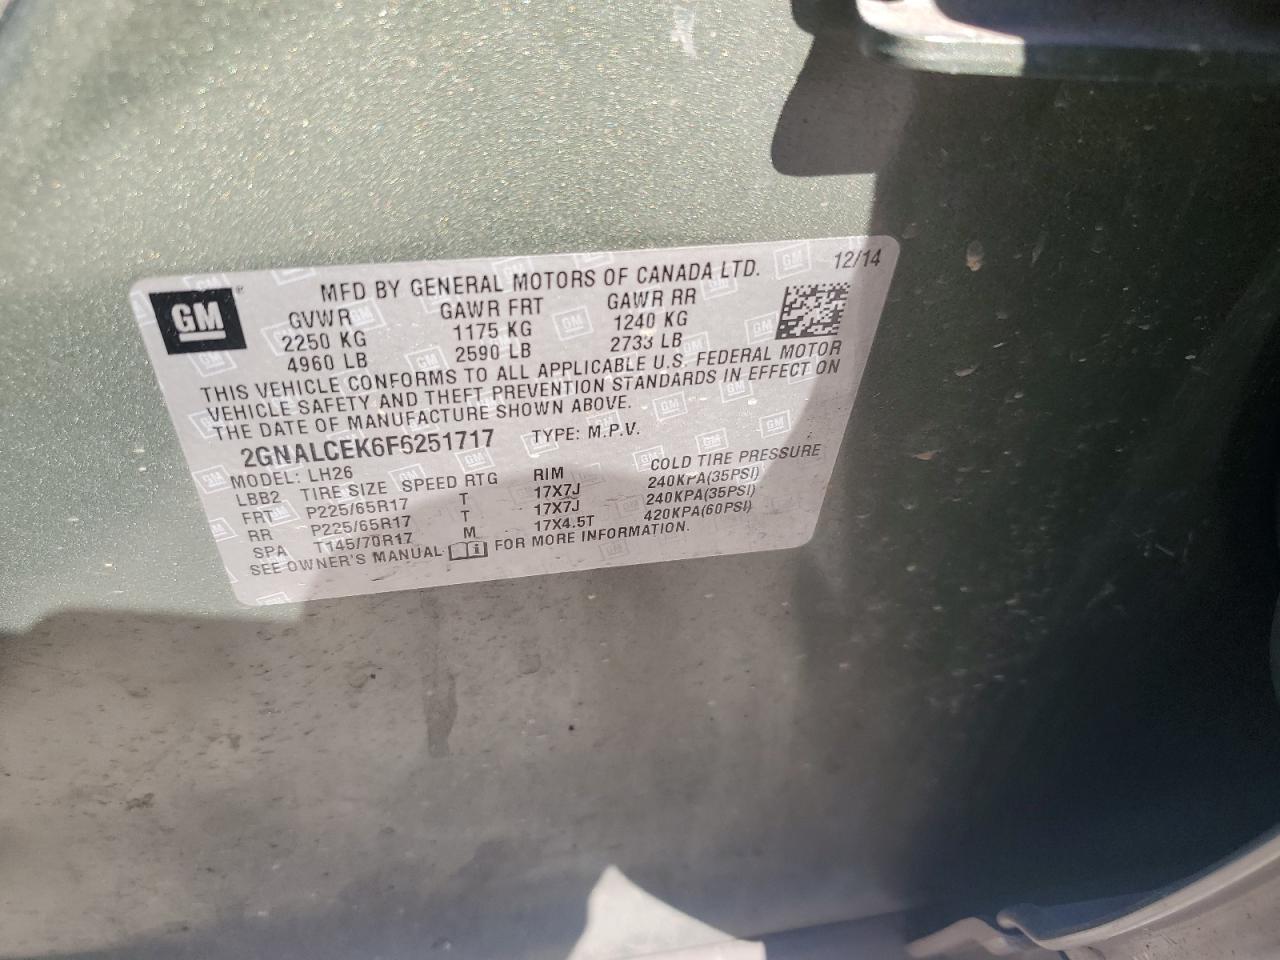 GM
MFD BY GENERAL MOTORS OF CANADA LTD. 12/14
GVWR GAWR FRT GAWR RR
2250 KG 1175 KG 1240 KG
4960 LB 2590 LB 2733 LB
THIS VEHICLE CONFORMS TO ALL APPLICABLE U.S. FEDERAL MOTOR
VEHICLE SAFETY AND THEFT PREVENTION STANDARDS IN EFFECT ON
THE DATE OF MANUFACTURE SHOWN ABOVE.
2GNALCEK6F6251717 TYPE: M.P.V.
MODEL: LH26
LBB2 TIRE SIZE SPEED RTG RIM COLD TIRE PRESSURE
FRT P225/65R17 T 17X7J 240KPA(35PSI)
RR P225/65R17 T 17X7J 240KPA(35PSI)
SPA T145/70R17 M 17X4.5T 420KPA(60PSI)
SEE OWNER'S MANUAL FOR MORE INFORMATION.